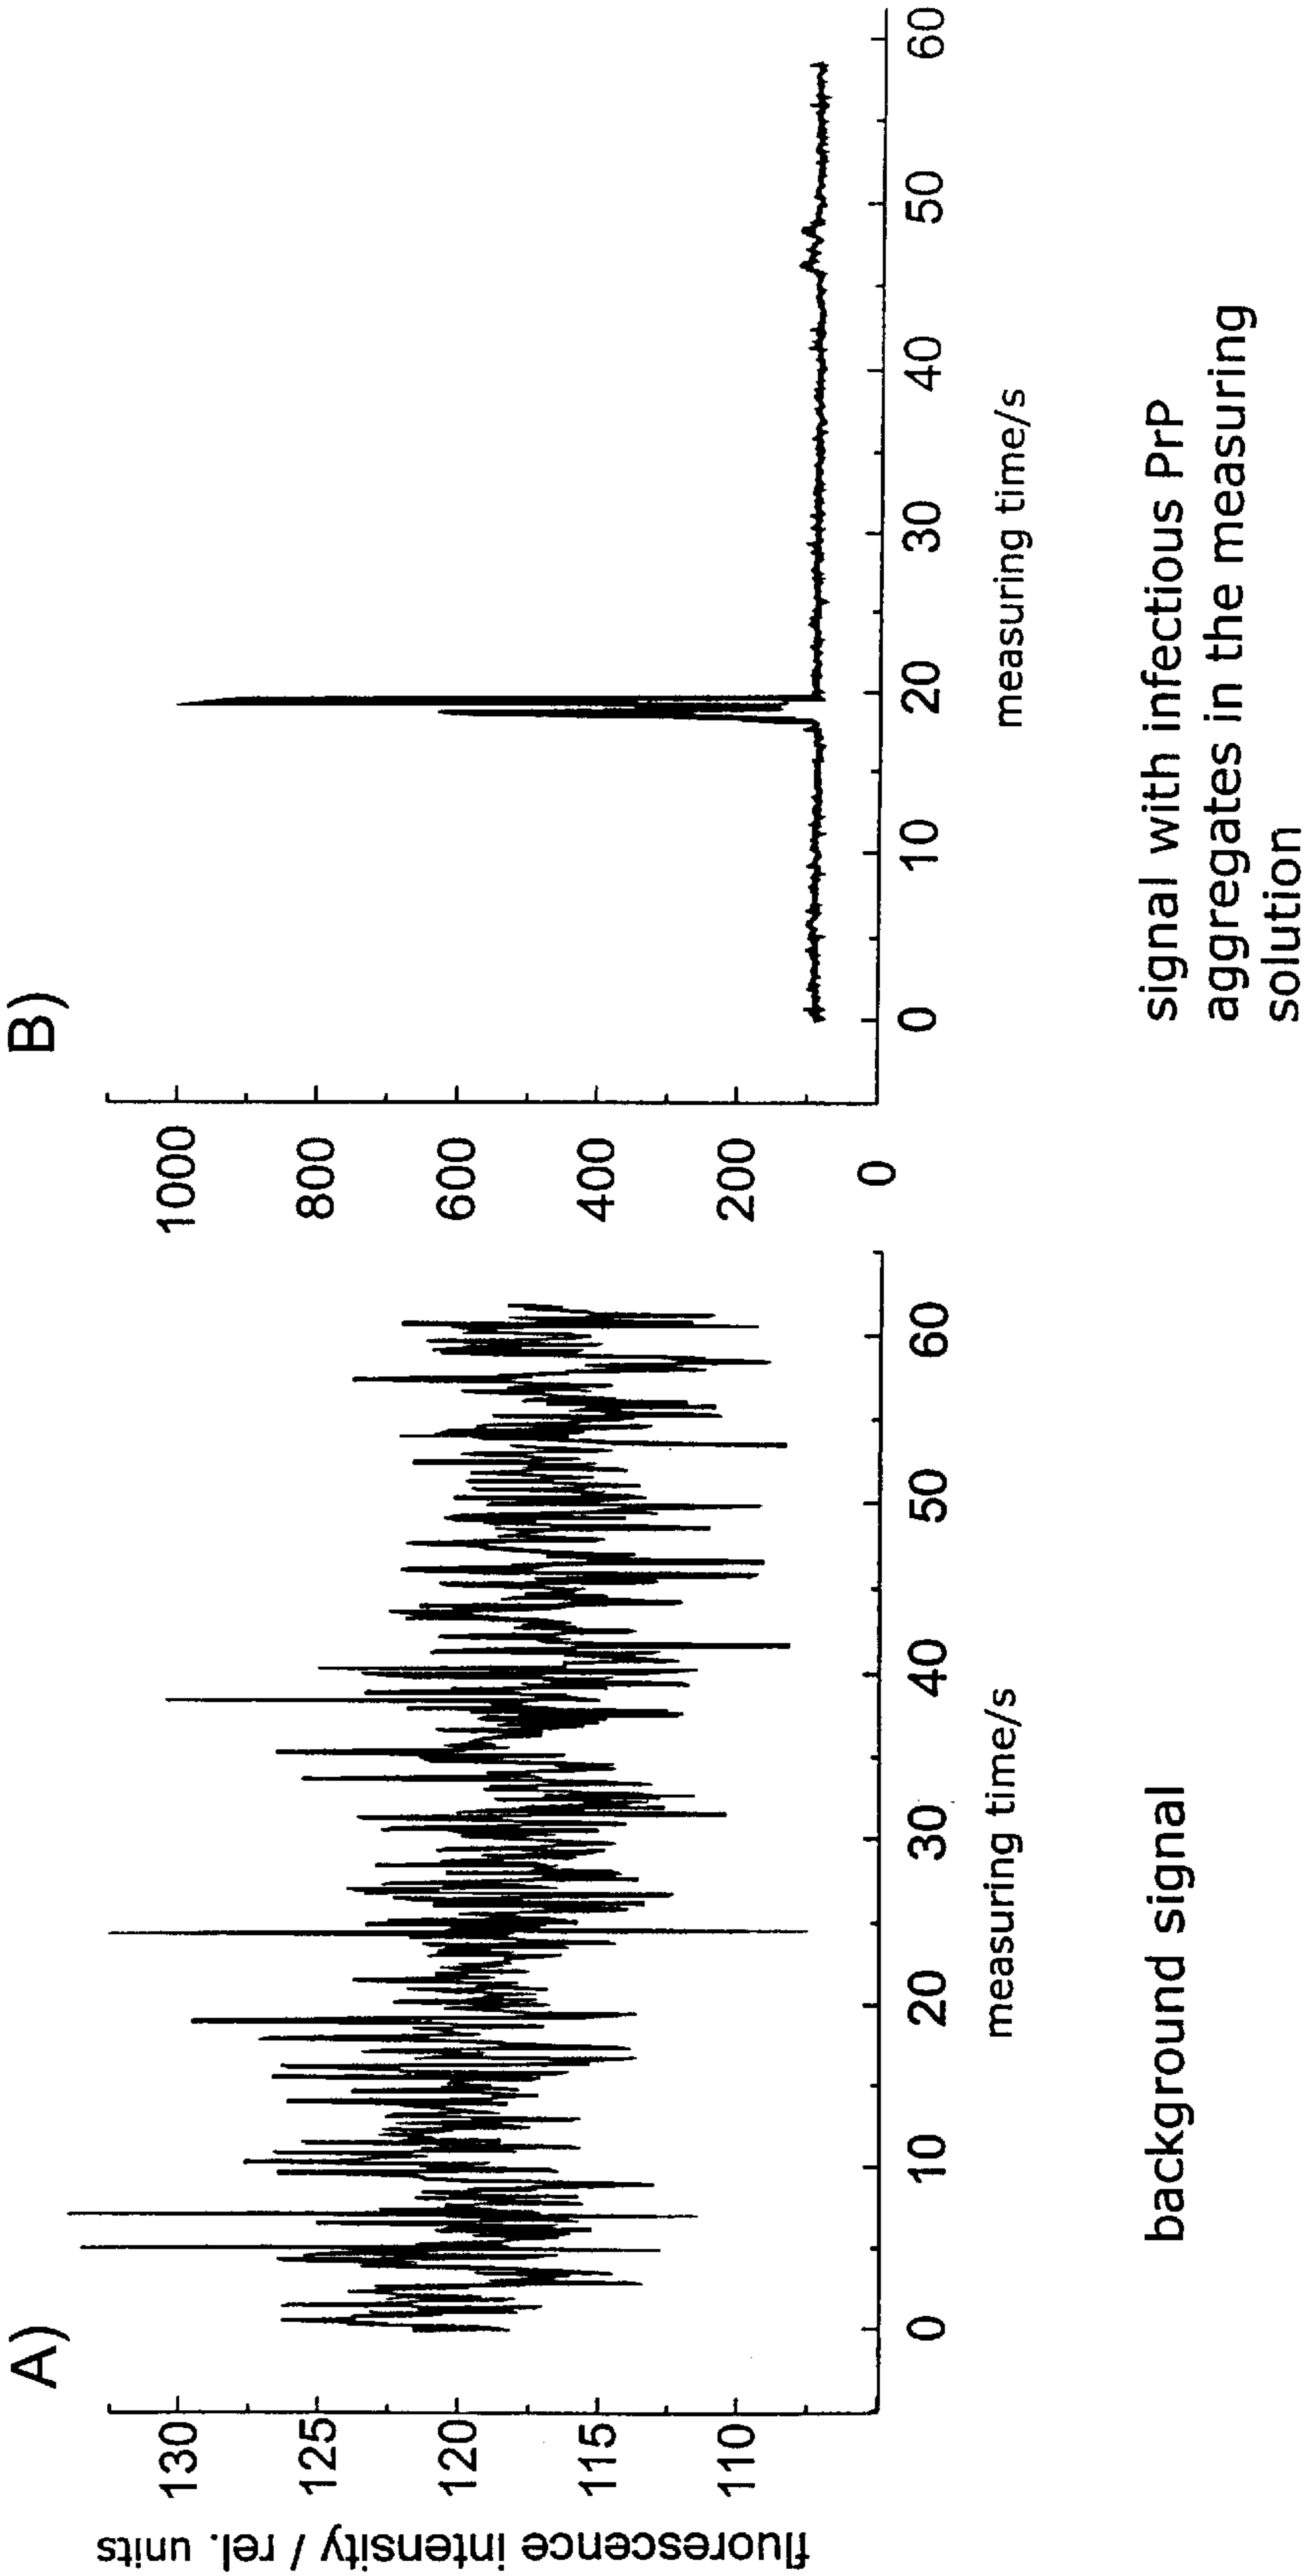 A)
fluorescence intensity / rel. units
130
125
120
115
110
0 10 20 30 40 50 60
measuring time/s
background signal
B)
1000
800
600
400
200
0
0 10 20 30 40 50 60
measuring time/s
signal with infectious PrP
aggregates in the measuring
solution